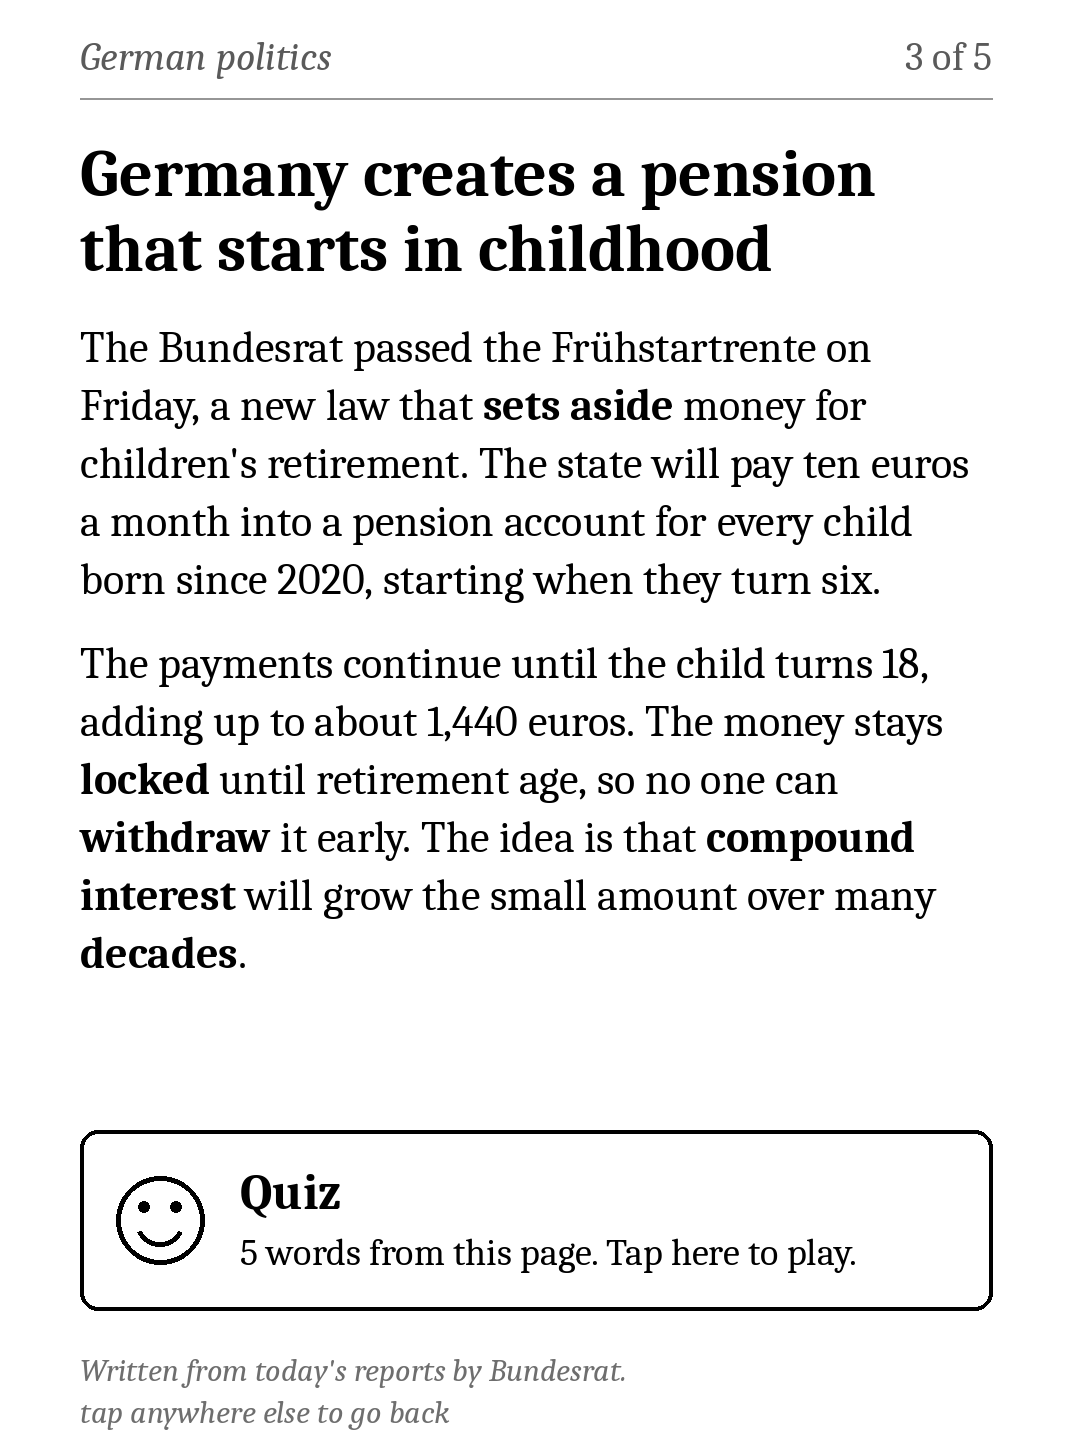 German politics
3 of 5
Germany creates a pension
that starts in childhood
The Bundesrat passed the Frühstartrente on
Friday, a new law that sets aside money for
children's retirement. The state will pay ten euros
a month into a pension account for every child
born since 2020, starting when they turn six.
The payments continue until the child turns 18,
adding up to about 1,440 euros. The money stays
locked until retirement age, so no one can
withdraw it early. The idea is that compound
interest will grow the small amount over many
decades.
Quiz
5 words from this page. Tap here to play.
Written from today's reports by Bundesrat.
tap anywhere else to go back